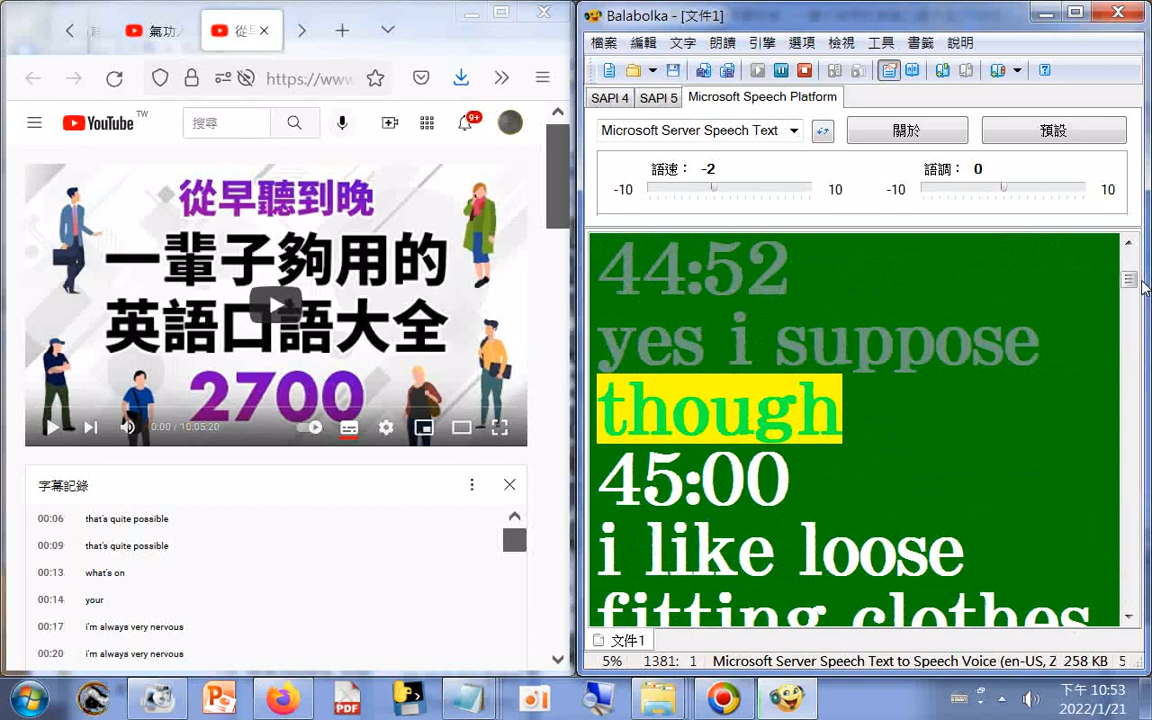 氣功
從
https://www
YouTube TW
搜尋
9+
從早聽到晚
一輩子夠用的
英語口語大全
2700
0:00 / 10:05:20
字幕記錄
00:06 that's quite possible
00:09 that's quite possible
00:13 what's on
00:14 your
00:17 i'm always very nervous
00:20 i'm always very nervous
Balabolka - [文件1]
檔案 編輯 文字 朗讀 引擎 選項 檢視 工具 書籤 說明
SAPI 4 SAPI 5 Microsoft Speech Platform
Microsoft Server Speech Text 關於 預設
語速： -2 語調： 0
-10 10 -10 10
44:52
yes i suppose
though
45:00
i like loose
fitting clothes
文件1
5% 1381: 1 Microsoft Server Speech Text to Speech Voice (en-US, Z 258 KB 5
PDF
下午 10:53
2022/1/21